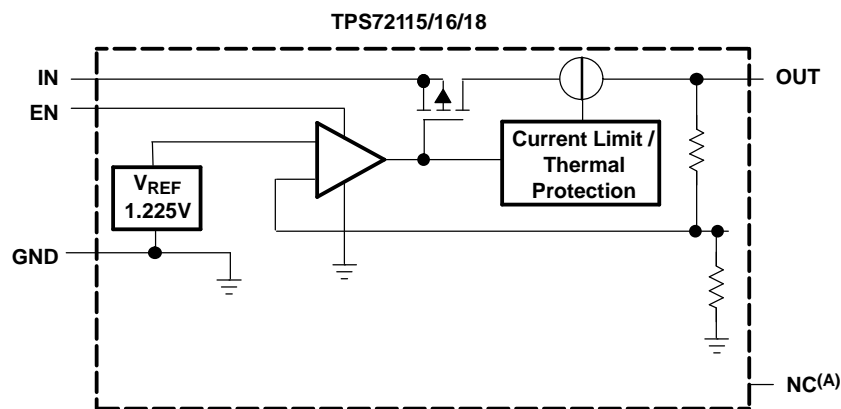 TPS72115/16/18
IN
OUT
EN
Current Limit /
Thermal
Protection
VREF
1.225V
GND
NC(A)